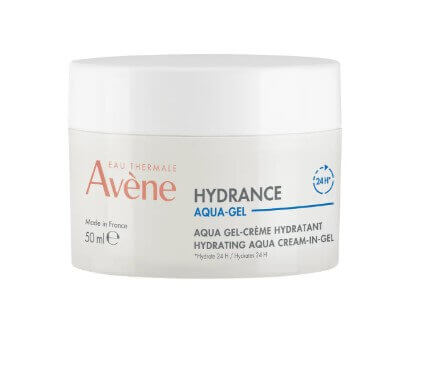 EAU THERMALE
Avène
HYDRANCE
AQUA-GEL
24H*
AQUA GEL-CRÈME HYDRATANT
HYDRATING AQUA CREAM-IN-GEL
*Hydrate 24 H / Hydrates 24 H
Made in France
50 ml ℮